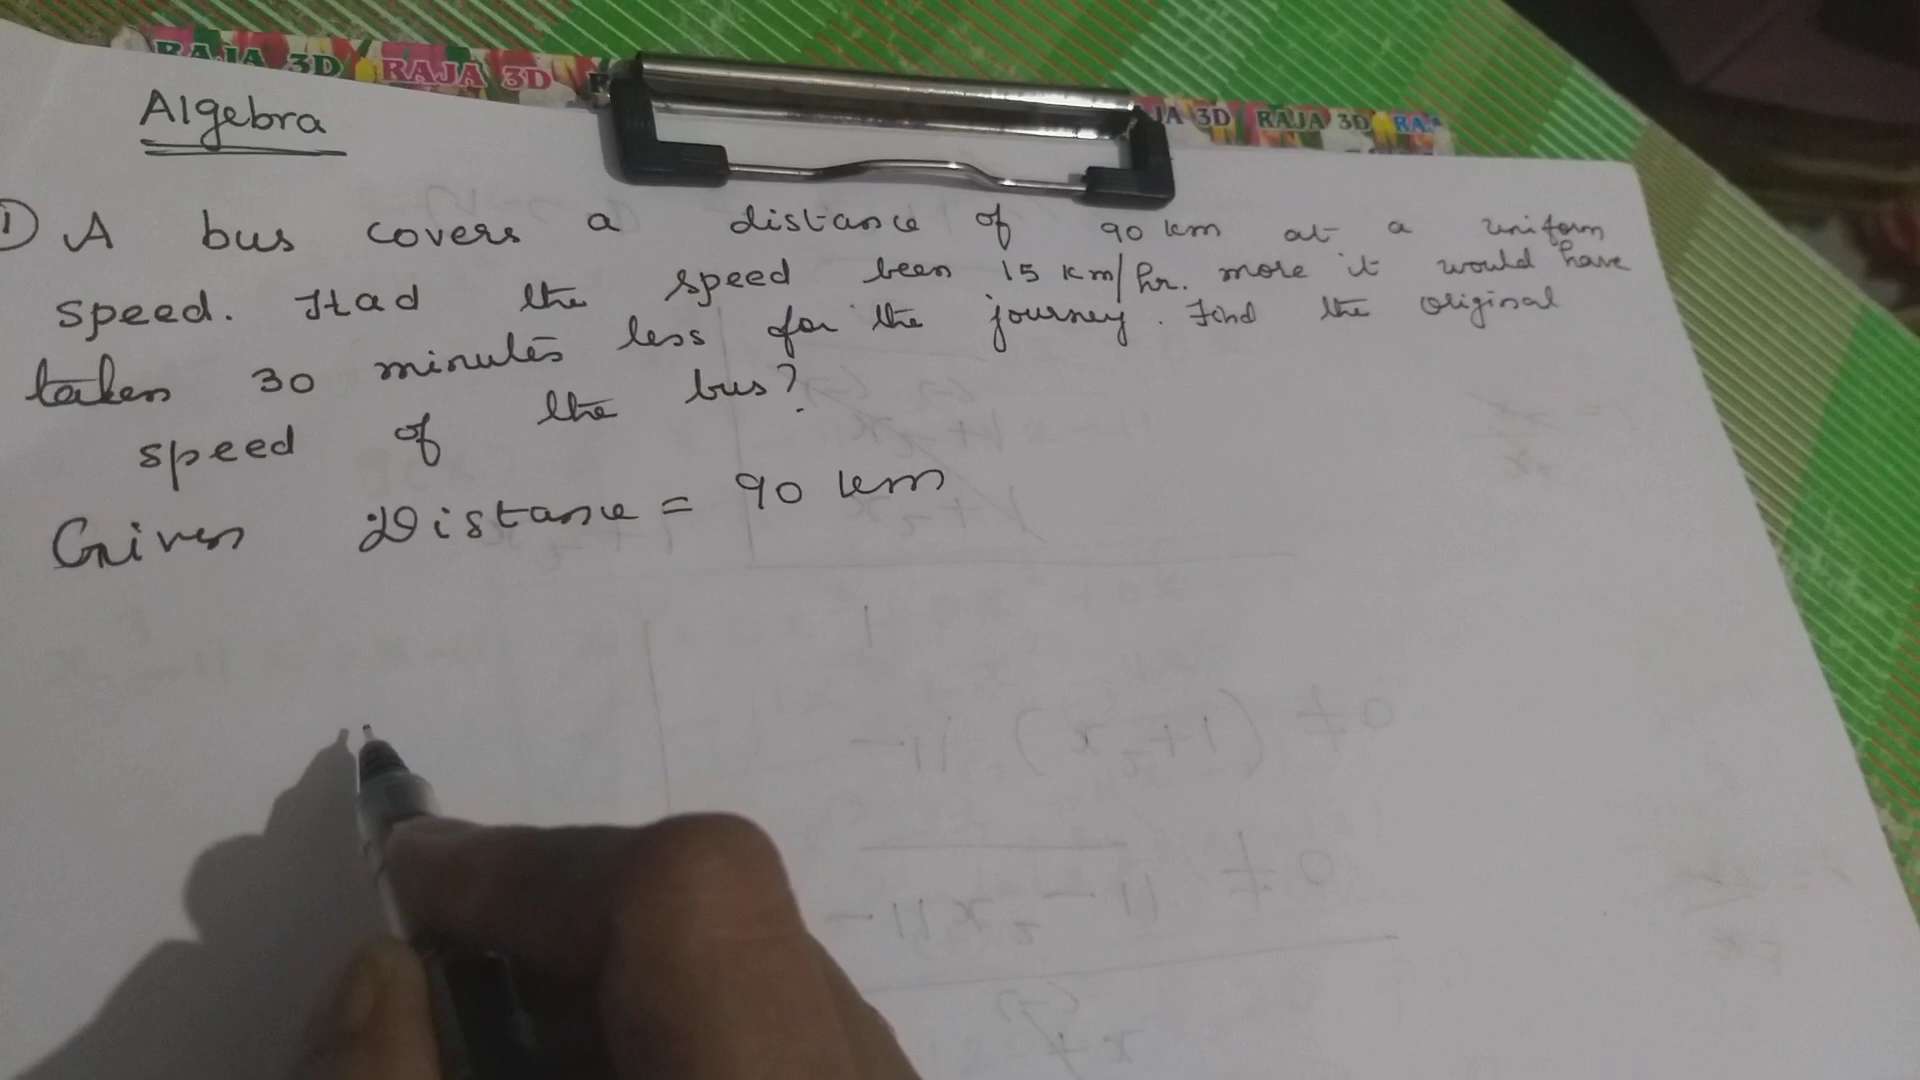 RAJA 3D RAJA 3D JA 3D RAJA 3D RAJ
Algebra
1) A bus covers a distance of 90 km at a uniform
speed. Had the speed been 15 km/hr. more it would have
taken 30 minutes less for the journey. Find the original
speed of the bus?
Given Distance = 90 km